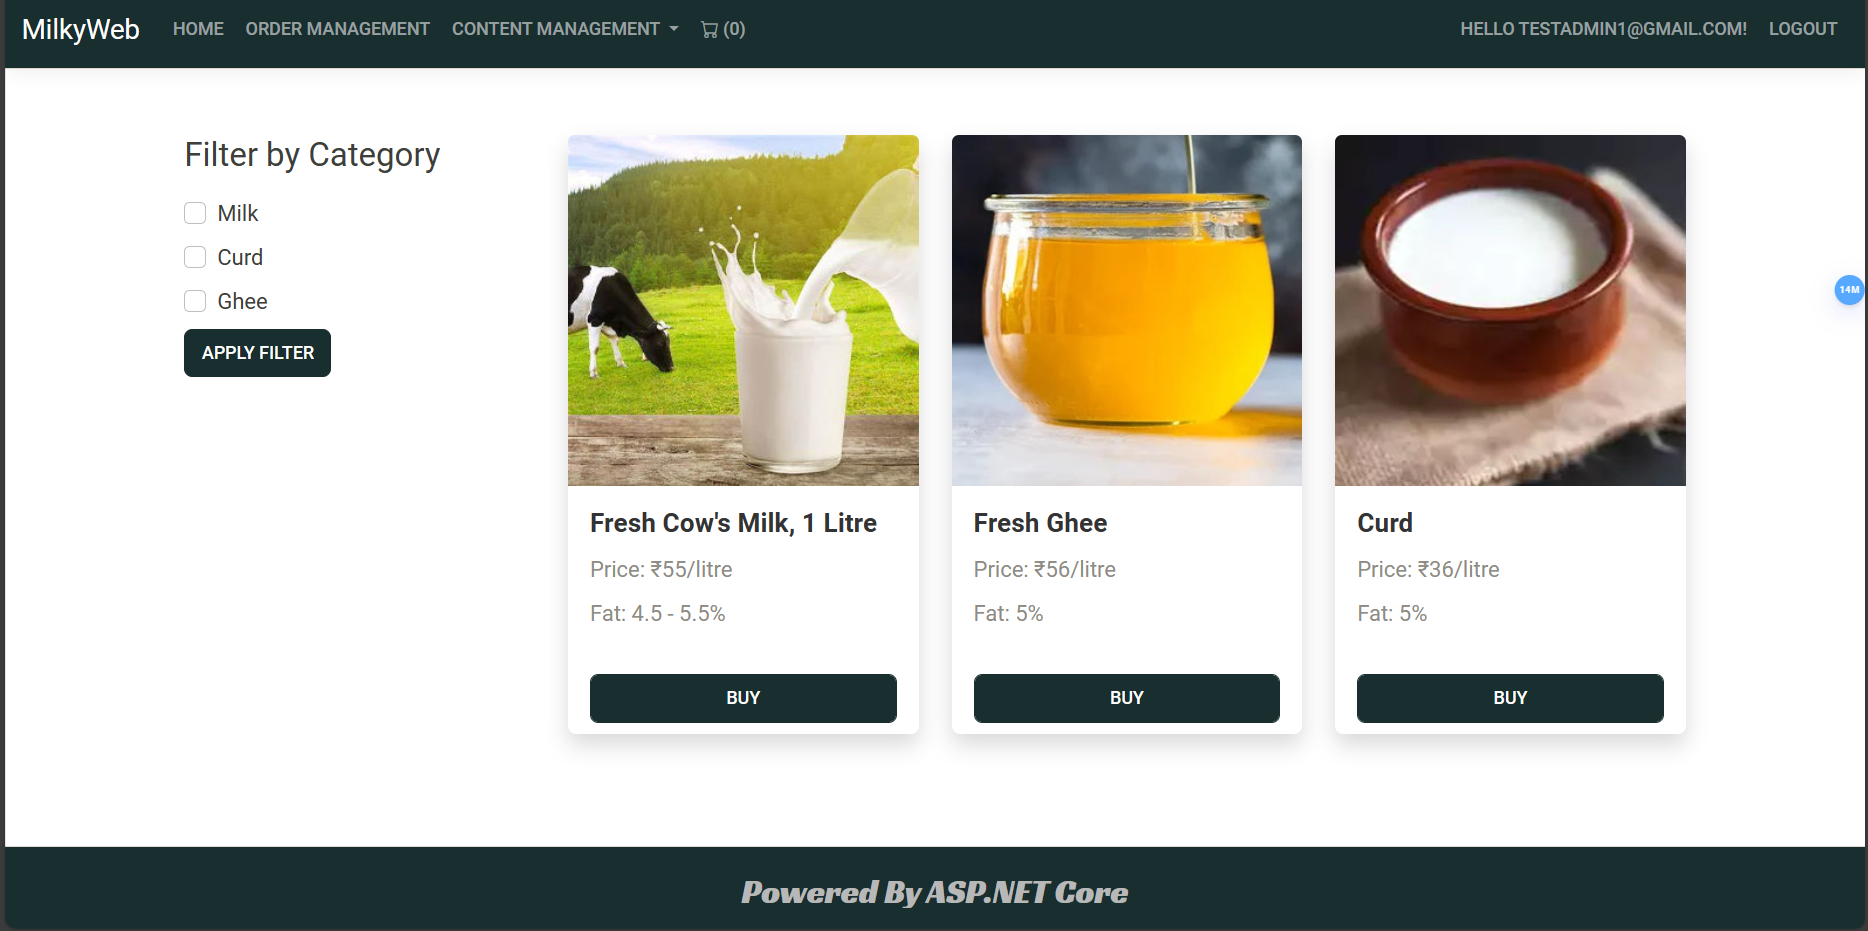 MilkyWeb HOME ORDER MANAGEMENT CONTENT MANAGEMENT (0) HELLO TESTADMIN1@GMAIL.COM! LOGOUT
Filter by Category
Milk
Curd
Ghee
APPLY FILTER
Fresh Cow's Milk, 1 Litre
Price: ₹55/litre
Fat: 4.5 - 5.5%
BUY
Fresh Ghee
Price: ₹56/litre
Fat: 5%
BUY
Curd
Price: ₹36/litre
Fat: 5%
BUY
14M
Powered By ASP.NET Core